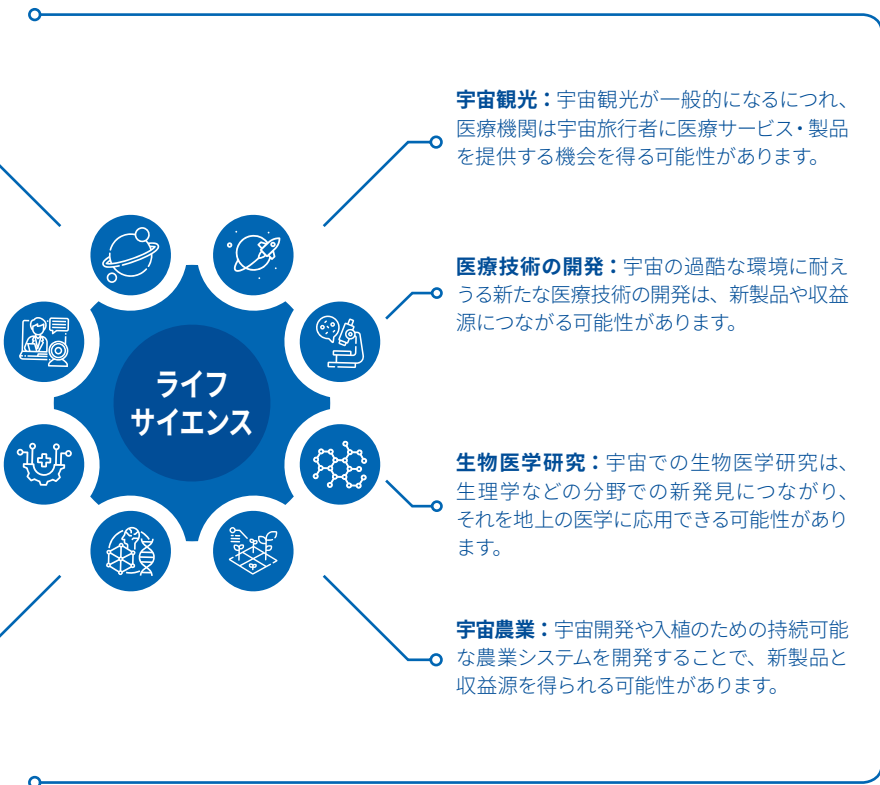 宇宙観光：宇宙観光が一般的になるにつれ、
医療機関は宇宙旅行者に医療サービス・製品
を提供する機会を得る可能性があります。
医療技術の開発：宇宙の過酷な環境に耐え
うる新たな医療技術の開発は、新製品や収益
源につながる可能性があります。
ライフ
サイエンス
生物医学研究：宇宙での生物医学研究は、
生理学などの分野での新発見につながり、
それを地上の医学に応用できる可能性があり
ます。
宇宙農業：宇宙開発や入植のための持続可能
な農業システムを開発することで、新製品と
収益源を得られる可能性があります。